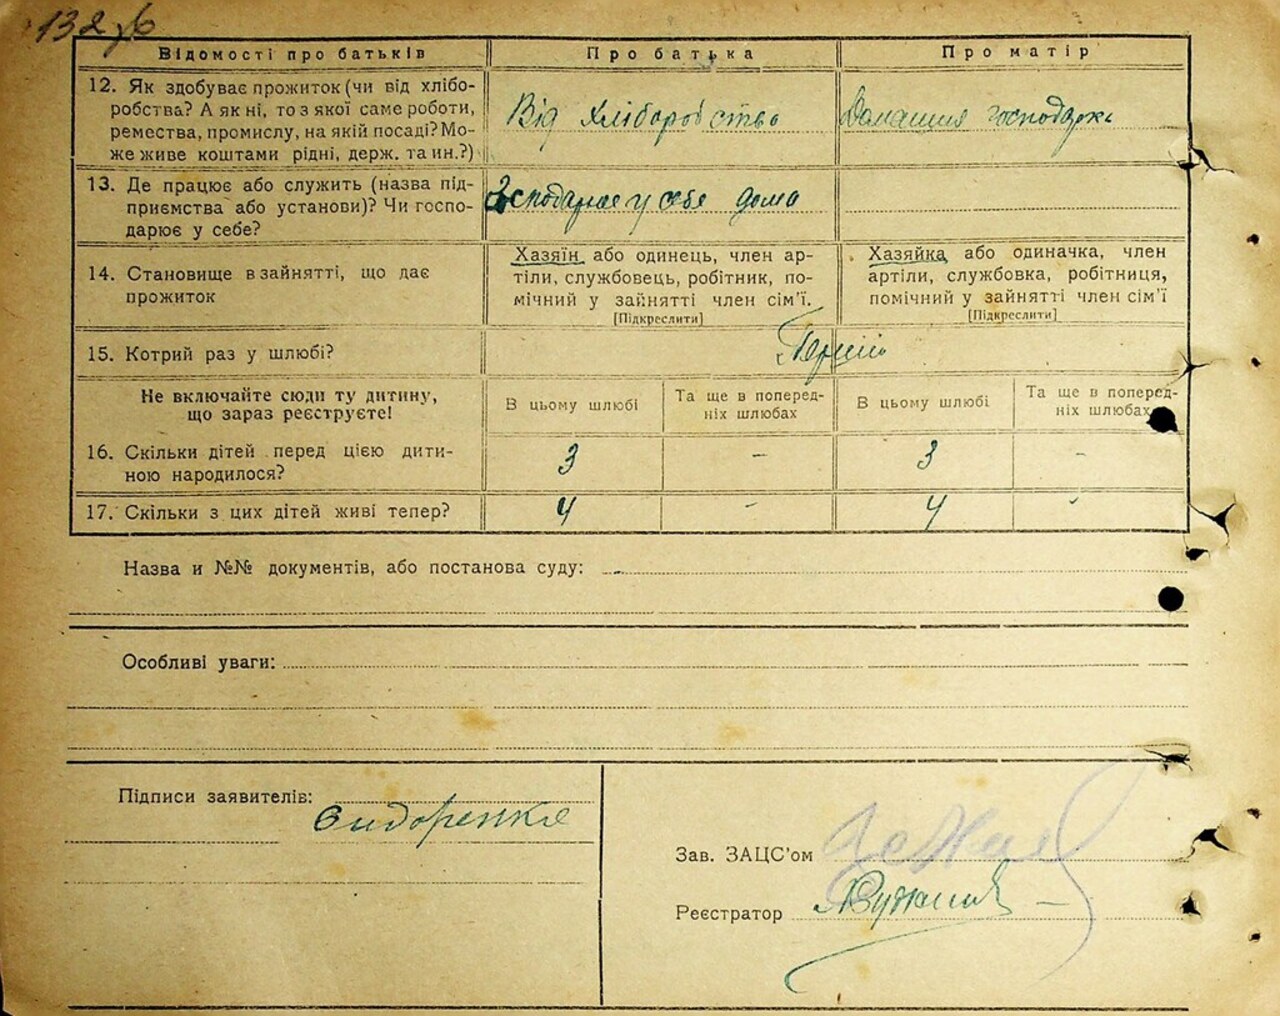 132 зв
Відомості про батьків
Про батька
Про матір
12. Як здобуває прожиток (чи від хлібо-
робства? А як ні, то з якої саме роботи,
ремества, промислу, на якій посаді? Мо-
же живе коштами рідні, держ. та ин.?)
Від хліборобство
Домашня господарк
13. Де працює або служить (назва під-
приємства або установи)? Чи госпо-
дарює у себе?
Господарює у себе дома
14. Становище в зайнятті, що дає
прожиток
Хазяїн або одинець, член ар-
тілі, службовець, робітник, по-
мічний у зайнятті член сім'ї.
[Підкреслити]
Хазяйка або одиначка, член
артілі, службовка, робітниця,
помічний у зайнятті член сім'ї
[Підкреслити]
15. Котрий раз у шлюбі?
Перший
Не включайте сюди ту дитину,
що зараз реєструєте!
В цьому шлюбі
Та ще в поперед-
ніх шлюбах
В цьому шлюбі
Та ще в поперед-
ніх шлюбах
16. Скільки дітей перед цією дити-
ною народилося?
3 – 3 –
17. Скільки з цих дітей живі тепер?
4 – 4 -
Назва и №№ документів, або постанова суду:
Особливі уваги:
Підписи заявителів:
Сидоренко
Зав. ЗАЦС'ом
Реєстратор